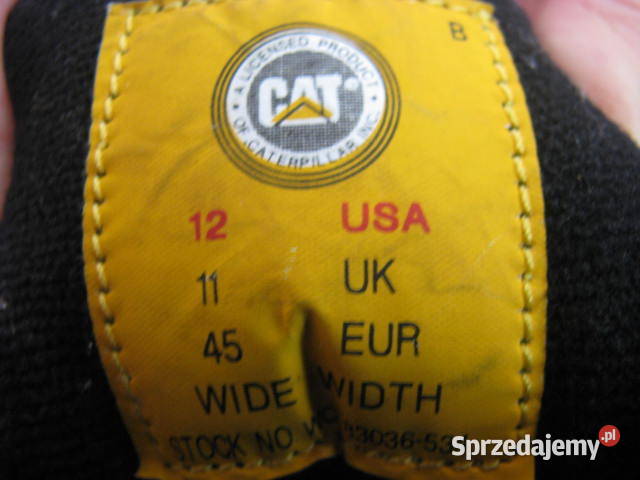 B
A LICENSED PRODUCT
CAT
OF CATERPILLAR INC.
12 USA
11 UK
45 EUR
WIDE WIDTH
STOCK NO
Sprzedajemy.pl